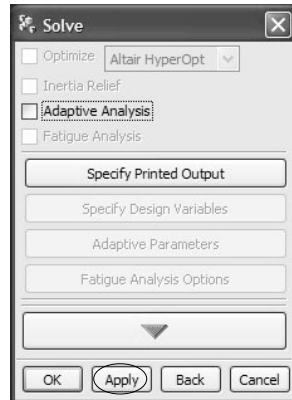 Solve
Optimize Altair HyperOpt
Inertia Relief
Adaptive Analysis
Fatigue Analysis
Specify Printed Output
Specify Design Variables
Adaptive Parameters
Fatigue Analysis Options
OK Apply Back Cancel